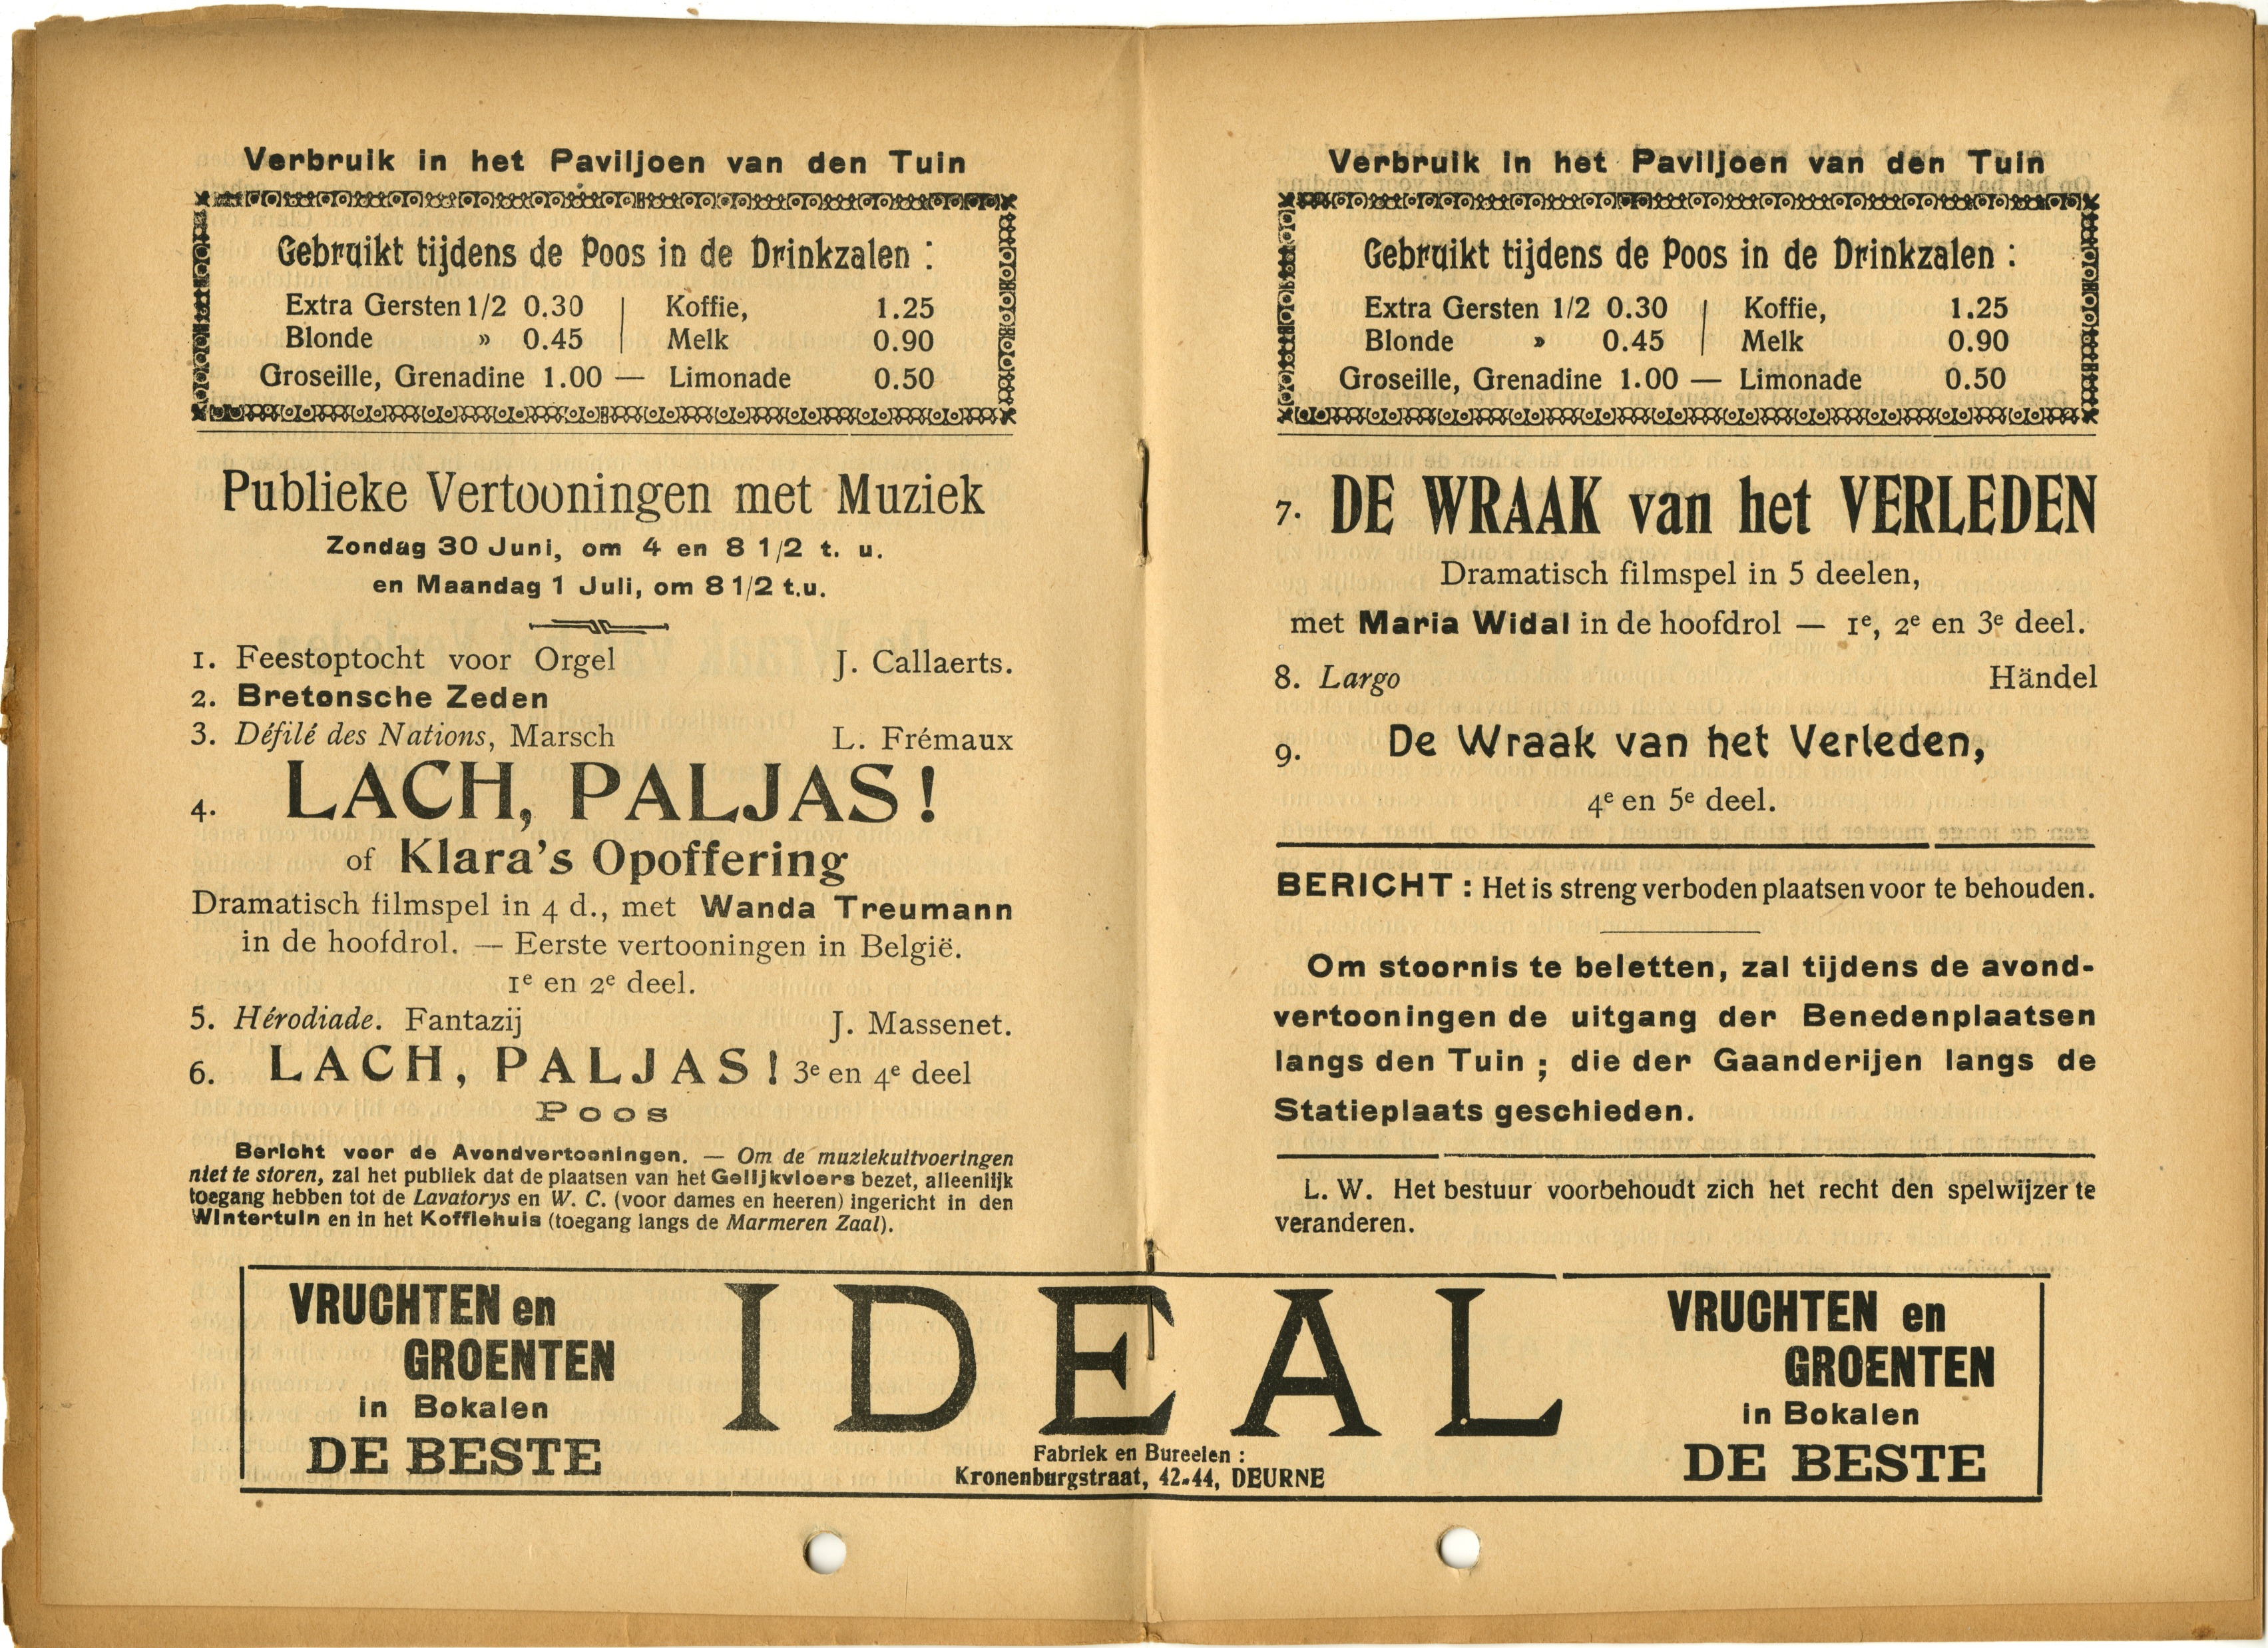 Verbruik in het Paviljoen van den Tuin
Gebruikt tijdens de Poos in de Drinkzalen :
Extra Gersten 1/2 0.30 | Koffie, 1.25
Blonde » 0.45 | Melk 0.90
Groseille, Grenadine 1.00 — Limonade 0.50
Publieke Vertooningen met Muziek
Zondag 30 Juni, om 4 en 8 1/2 t. u.
en Maandag 1 Juli, om 8 1/2 t.u.
1. Feestoptocht voor Orgel J. Callaerts.
2. Bretonsche Zeden
3. Défilé des Nations, Marsch L. Frémaux
4. LACH, PALJAS !
of Klara's Opoffering
Dramatisch filmspel in 4 d., met Wanda Treumann
in de hoofdrol. — Eerste vertooningen in België.
1e en 2e deel.
5. Hérodiade. Fantazij J. Massenet.
6. LACH, PALJAS ! 3e en 4e deel
Poos
Bericht voor de Avondvertooningen. — Om de muziekuitvoeringen
niet te storen, zal het publiek dat de plaatsen van het Gelijkvloers bezet, alleenlijk
toegang hebben tot de Lavatorys en W. C. (voor dames en heeren) ingericht in den
Wintertuin en in het Koffiehuis (toegang langs de Marmeren Zaal).
Verbruik in het Paviljoen van den Tuin
Gebruikt tijdens de Poos in de Drinkzalen :
Extra Gersten 1/2 0.30 | Koffie, 1.25
Blonde » 0.45 | Melk 0.90
Groseille, Grenadine 1.00 — Limonade 0.50
7. DE WRAAK van het VERLEDEN
Dramatisch filmspel in 5 deelen,
met Maria Widal in de hoofdrol — 1e, 2e en 3e deel.
8. Largo Händel
9. De Wraak van het Verleden,
4e en 5e deel.
BERICHT : Het is streng verboden plaatsen voor te behouden.
Om stoornis te beletten, zal tijdens de avond-
vertooningen de uitgang der Benedenplaatsen
langs den Tuin ; die der Gaanderijen langs de
Statieplaats geschieden.
L. W. Het bestuur voorbehoudt zich het recht den spelwijzer te
veranderen.
VRUCHTEN en
GROENTEN
in Bokalen
DE BESTE
IDEAL
Fabriek en Bureelen :
Kronenburgstraat, 42-44, DEURNE
VRUCHTEN en
GROENTEN
in Bokalen
DE BESTE